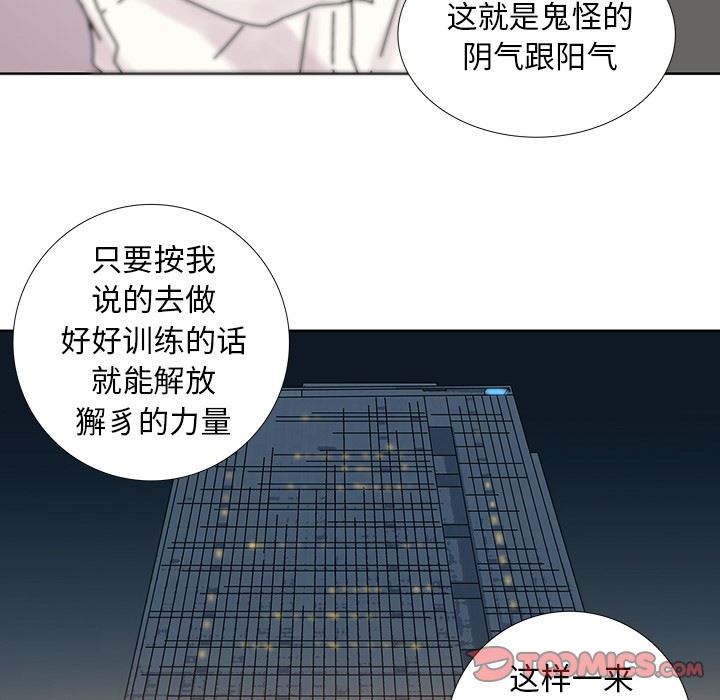 这就是鬼怪的
阴气跟阳气
只要按我
说的去做
好好训练的话
就能解放
獬豸的力量
TOOMICS.COM
这样一来